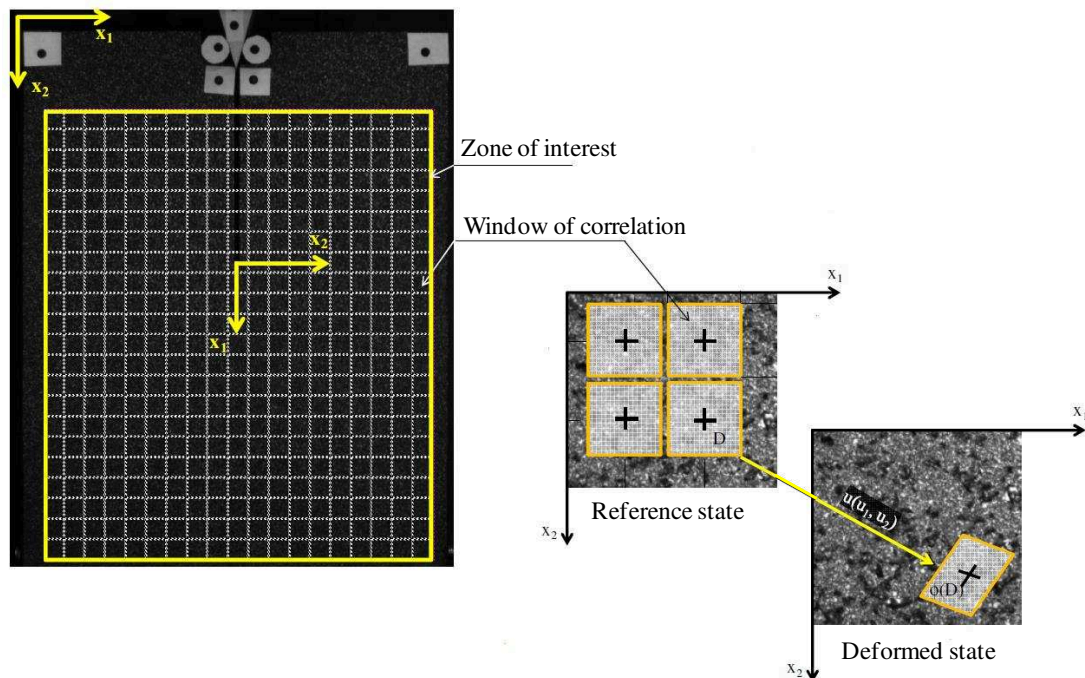 x1
x2
Zone of interest
Window of correlation
x2
x1
x1
D
Reference state
x2
u(u1, u2)
x1
φ(D)
Deformed state
x2